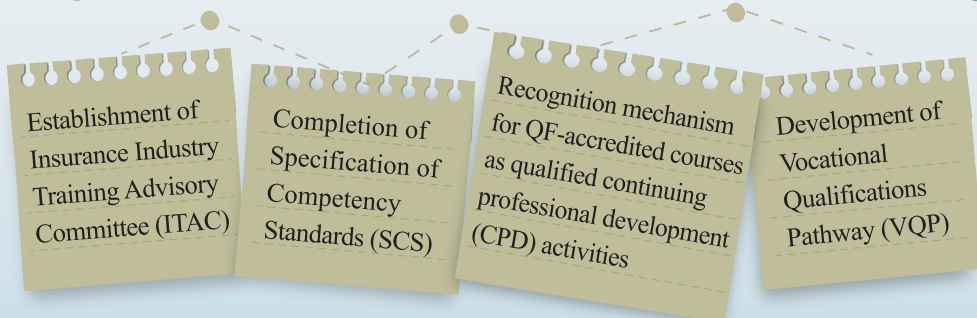 Establishment of
Insurance Industry
Training Advisory
Committee (ITAC)
Completion of
Specification of
Competency
Standards (SCS)
Recognition mechanism
for QF-accredited courses
as qualified continuing
professional development
(CPD) activities
Development of
Vocational
Qualifications
Pathway (VQP)